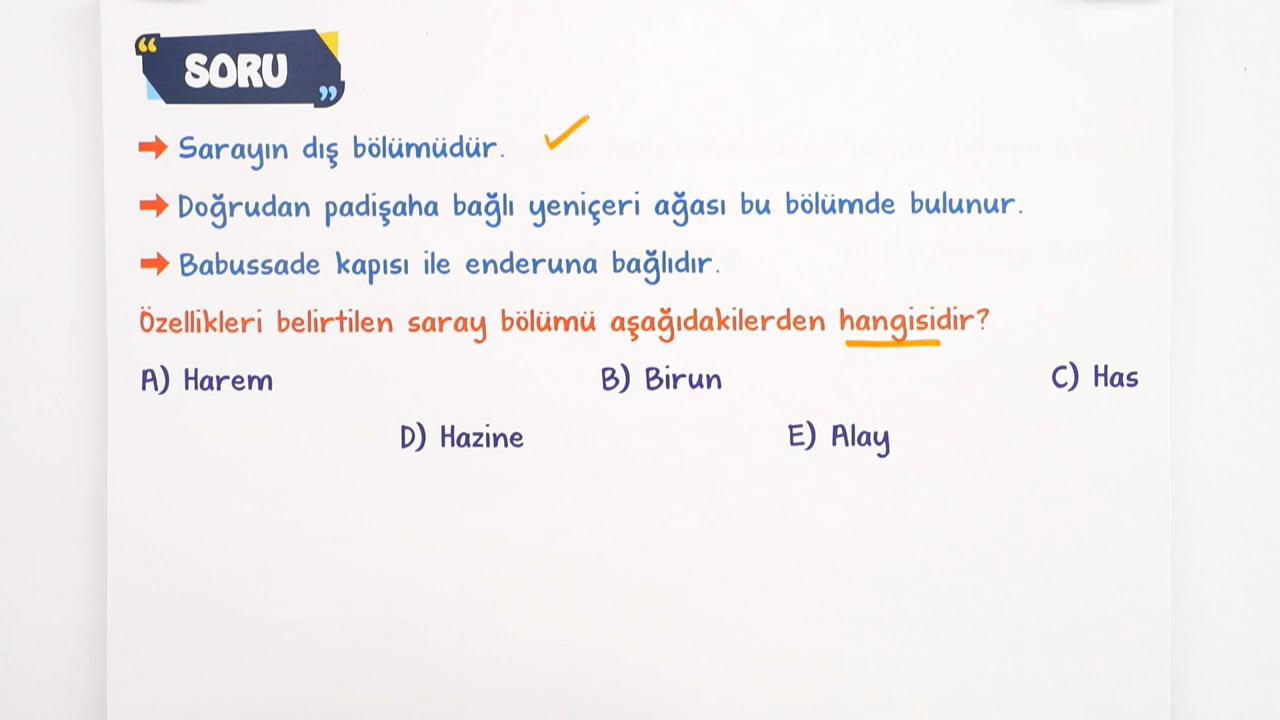 SORU
Sarayın dış bölümüdür.
Doğrudan padişaha bağlı yeniçeri ağası bu bölümde bulunur.
Babussade kapısı ile enderuna bağlıdır.
Özellikleri belirtilen saray bölümü aşağıdakilerden hangisidir?
A) Harem B) Birun C) Has
D) Hazine E) Alay